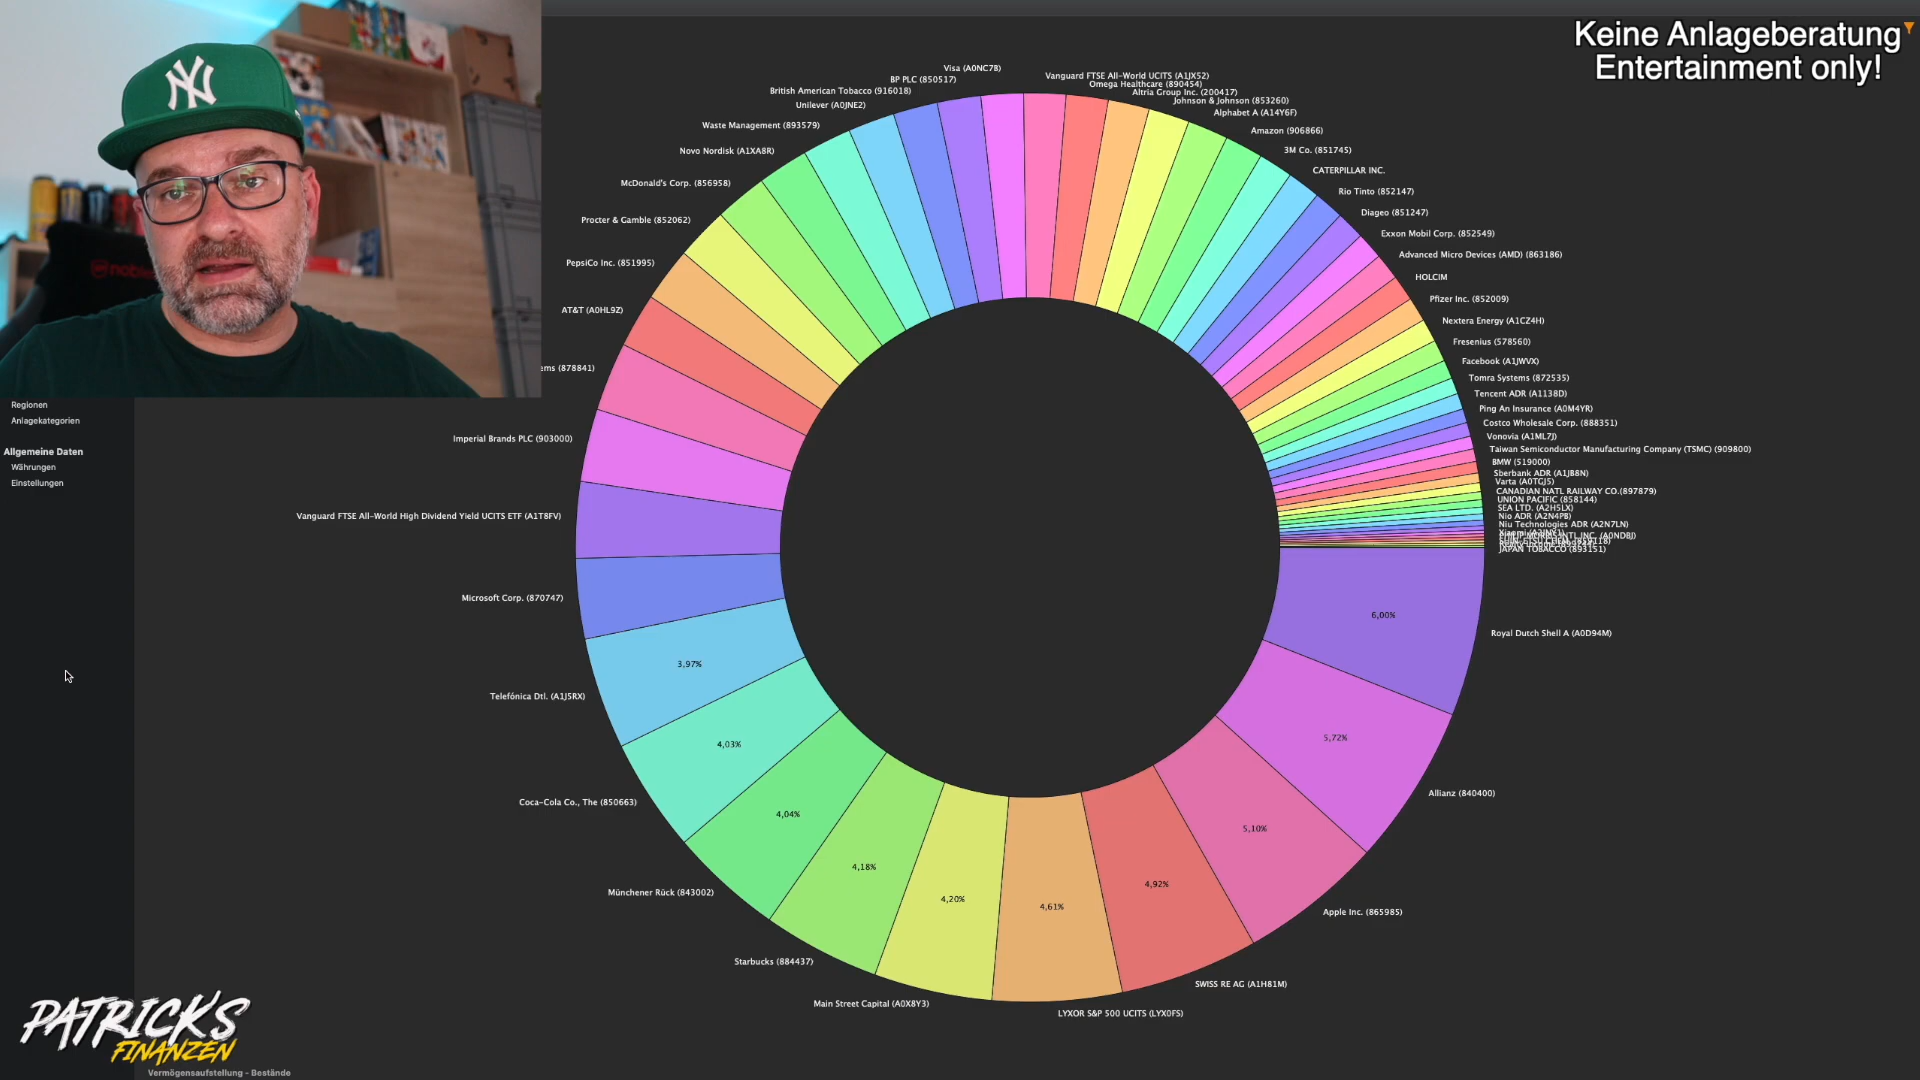 Keine Anlageberatung
Entertainment only!
NY
Visa (A0NC7B)
BP PLC (850517)
British American Tobacco (916018)
Unilever (A0JNE2)
Waste Management (893579)
Novo Nordisk (A1XA8R)
McDonald's Corp. (856958)
Procter & Gamble (852062)
PepsiCo Inc. (851995)
AT&T (A0HL9Z)
ems (878841)
Imperial Brands PLC (903000)
Vanguard FTSE All-World High Dividend Yield UCITS ETF (A1T8FV)
Microsoft Corp. (870747)
Telefónica Dtl. (A1J5RX)
Coca-Cola Co., The (850663)
Münchener Rück (843002)
Starbucks (884437)
Main Street Capital (A0X8Y3)
LYXOR S&P 500 UCITS (LYX0FS)
SWISS RE AG (A1H81M)
Apple Inc. (865985)
Allianz (840400)
Royal Dutch Shell A (A0D94M)
Vanguard FTSE All-World UCITS (A1JX52)
Omega Healthcare (890454)
Altria Group Inc. (200417)
Johnson & Johnson (853260)
Alphabet A (A14Y6F)
Amazon (906866)
3M Co. (851745)
CATERPILLAR INC.
Rio Tinto (852147)
Diageo (851247)
Exxon Mobil Corp. (852549)
Advanced Micro Devices (AMD) (863186)
HOLCIM
Pfizer Inc. (852009)
Nextera Energy (A1CZ4H)
Fresenius (578560)
Facebook (A1JWVX)
Tomra Systems (872535)
Tencent ADR (A1138D)
Ping An Insurance (A0M4YR)
Costco Wholesale Corp. (888351)
Vonovia (A1ML7J)
Taiwan Semiconductor Manufacturing Company (TSMC) (909800)
BMW (519000)
Sberbank ADR (A1JB8N)
Varta (A0TGJ5)
CANADIAN NATL RAILWAY CO.(897879)
UNION PACIFIC (858144)
SEA LTD. (A2H5LX)
Nio ADR (A2N4PB)
Niu Technologies ADR (A2N7LN)
JAPAN TOBACCO (893151)
6,00%
5,72%
5,10%
4,92%
4,61%
4,20%
4,18%
4,04%
4,03%
3,97%
Regionen
Anlagekategorien
Allgemeine Daten
Währungen
Einstellungen
PATRICKS
FINANZEN
Vermögensaufstellung - Bestände